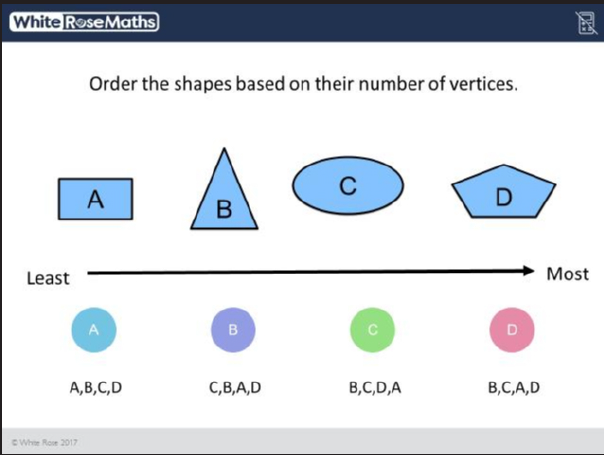 White Rose Maths
Order the shapes based on their number of vertices.
A
B
C
D
Least
Most
A
B
C
D
A,B,C,D
C,B,A,D
B,C,D,A
B,C,A,D
© White Rose 2017